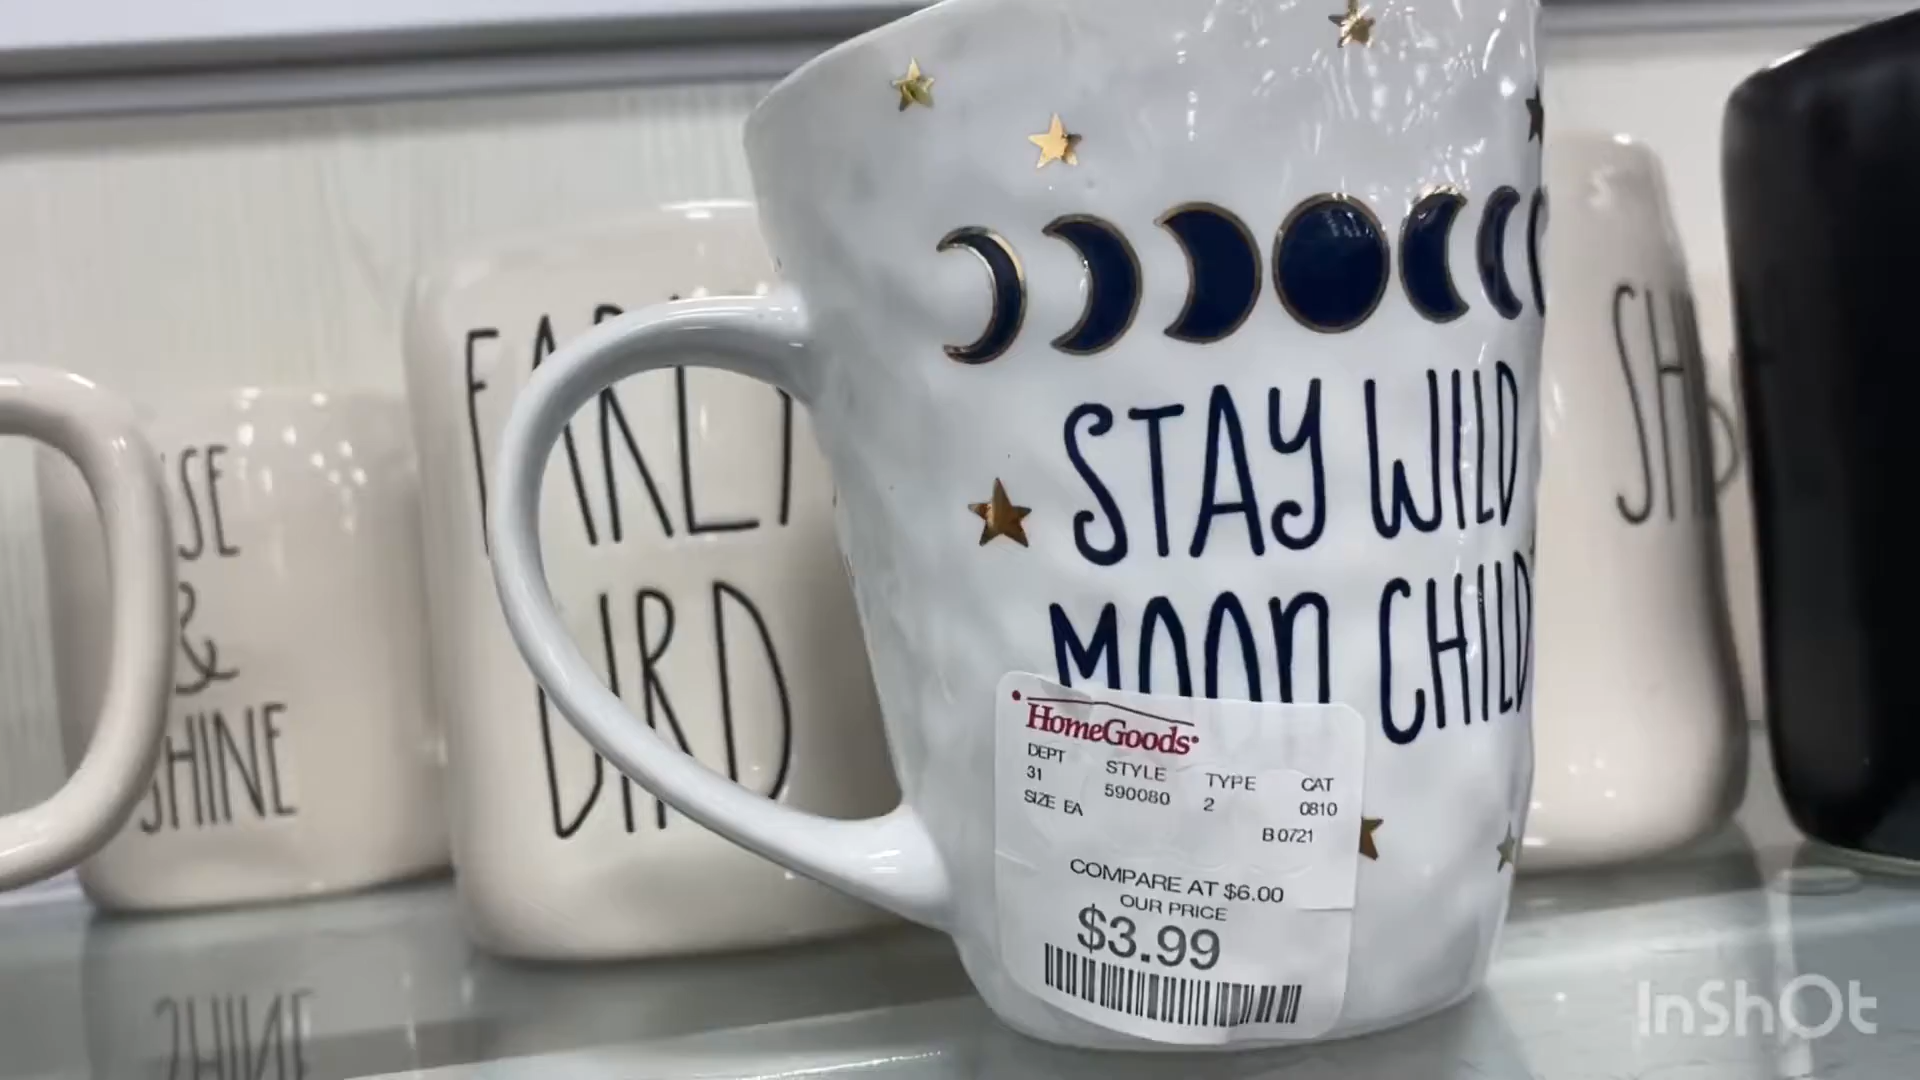 STAY WILD
MOON CHILD
HomeGoods
DEPT STYLE TYPE CAT
31 590080 2 0810
SIZE EA
B 0721
COMPARE AT $6.00
OUR PRICE
$3.99
EARLY
BIRD
&
SHINE
InShOt